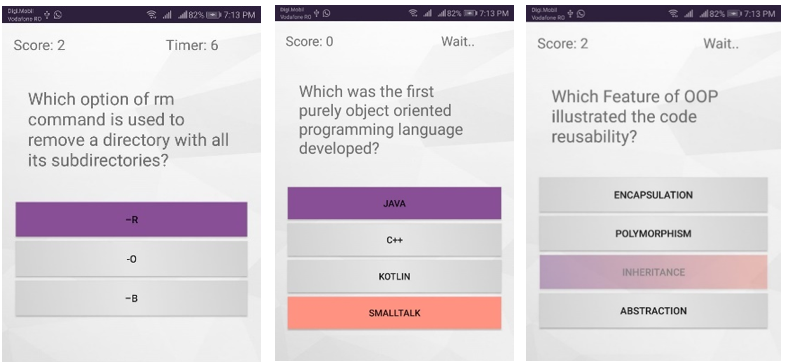 Digi.Mobil
Vodafone RO
82% 7:13 PM
Score: 2 Timer: 6
Which option of rm
command is used to
remove a directory with all
its subdirectories?
–R
-O
–B
Digi.Mobil
Vodafone RO
82% 7:13 PM
Score: 0 Wait..
Which was the first
purely object oriented
programming language
developed?
JAVA
C++
KOTLIN
SMALLTALK
Digi.Mobil
Vodafone RO
82% 7:13 PM
Score: 2 Wait..
Which Feature of OOP
illustrated the code
reusability?
ENCAPSULATION
POLYMORPHISM
INHERITANCE
ABSTRACTION